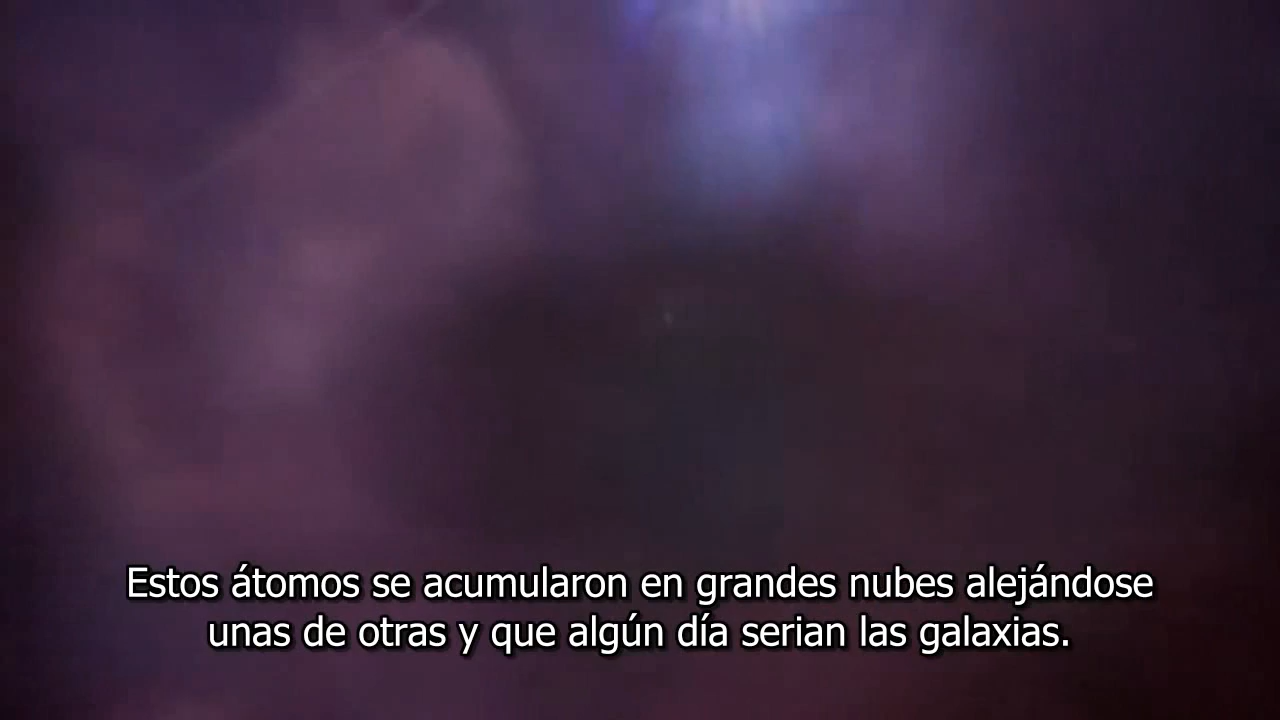 Estos átomos se acumularon en grandes nubes alejándose
unas de otras y que algún día serian las galaxias.